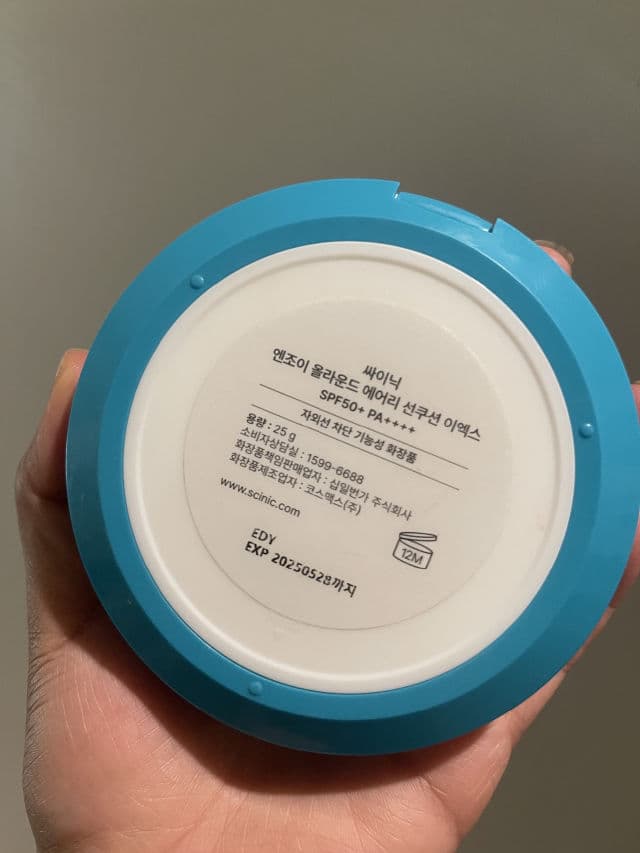 싸이닉
엔조이 올라운드 에어리 선쿠션 이엑스
SPF50+ PA++++
자외선 차단 기능성 화장품
용량 : 25 g
소비자상담실 : 1599-6688
화장품책임판매업자 : 십일번가 주식회사
화장품제조업자 : 코스맥스(주)
www.scinic.com
12M
EDY
EXP 20250528까지